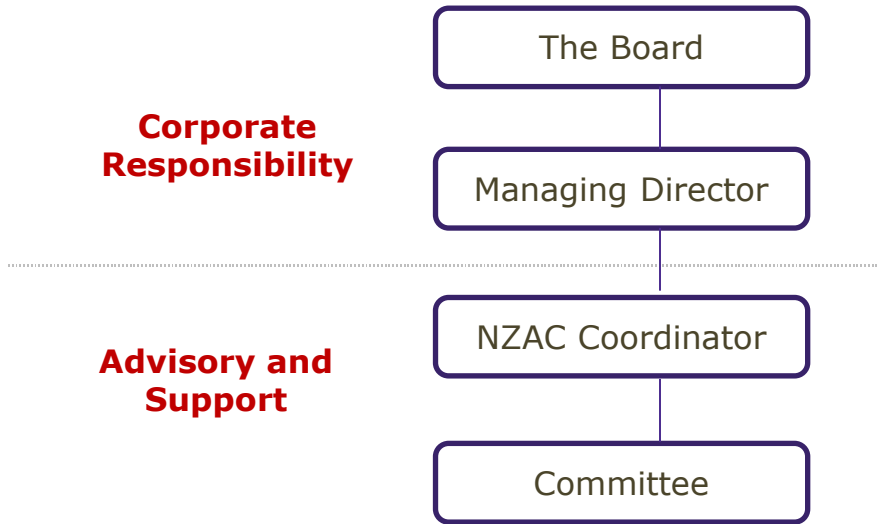 The Board
Corporate
Responsibility
Managing Director
NZAC Coordinator
Advisory and
Support
Committee